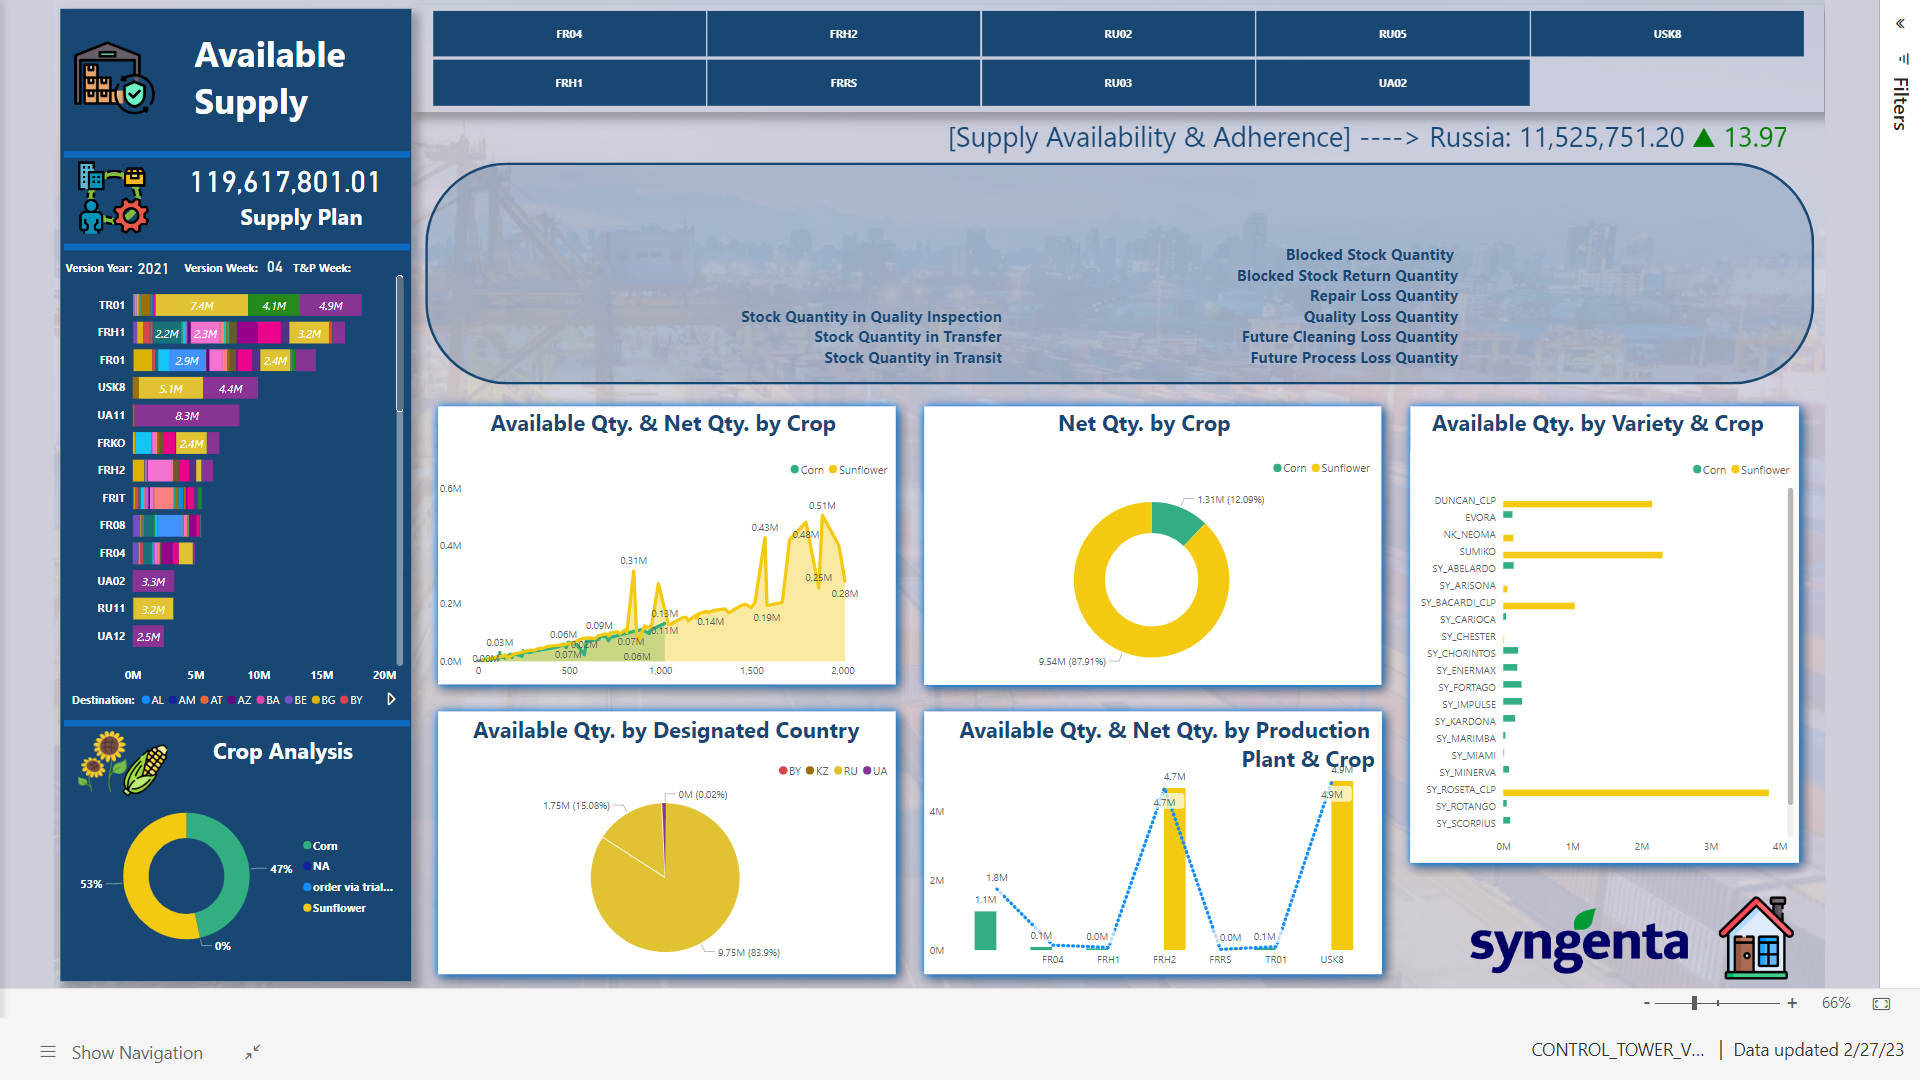 Available
Supply
119,617,801.01
Supply Plan
Version Year: 2021 Version Week: 04 T&P Week:
TR01 7.4M 4.1M 4.9M
FRH1 2.2M 2.3M 3.2M
FR01 2.9M 2.4M
USK8 5.1M 4.4M
UA11 8.3M
FRKO 2.4M
FRH2
FRIT
FR08
FR04
UA02 3.3M
RU11 3.2M
UA12 2.5M
0M 5M 10M 15M 20M
Destination: AL AM AT AZ BA BE BG BY
Crop Analysis
53%
47%
0%
Corn
NA
order via trial...
Sunflower
FR04 FRH2 RU02 RU05 USK8
FRH1 FRRS RU03 UA02
[Supply Availability & Adherence] ----> Russia: 11,525,751.20 ▲ 13.97
Stock Quantity in Quality Inspection
Stock Quantity in Transfer
Stock Quantity in Transit
Blocked Stock Quantity
Blocked Stock Return Quantity
Repair Loss Quantity
Quality Loss Quantity
Future Cleaning Loss Quantity
Future Process Loss Quantity
Available Qty. & Net Qty. by Crop
Corn Sunflower
0.6M
0.4M
0.2M
0.0M
0.03M
0.06M
0.09M
0.31M
0.07M
0.07M
0.06M
0.13M
0.11M
0.14M
0.43M
0.19M
0.48M
0.51M
0.25M
0.28M
0 500 1,000 1,500 2,000
Net Qty. by Crop
Corn Sunflower
1.31M (12.09%)
9.54M (87.91%)
Available Qty. by Variety & Crop
Corn Sunflower
DUNCAN_CLP
EVORA
NK_NEOMA
SUMIKO
SY_ABELARDO
SY_ARISONA
SY_BACARDI_CLP
SY_CARIOCA
SY_CHESTER
SY_CHORINTOS
SY_ENERMAX
SY_FORTAGO
SY_IMPULSE
SY_KARDONA
SY_MARIMBA
SY_MIAMI
SY_MINERVA
SY_ROSETA_CLP
SY_ROTANGO
SY_SCORPIUS
0M 1M 2M 3M 4M
Available Qty. by Designated Country
BY KZ RU UA
0M (0.02%)
1.75M (15.08%)
9.75M (83.9%)
Available Qty. & Net Qty. by Production
Plant & Crop
4M
2M
0M
1.8M
1.1M
0.1M
0.0M
4.7M
4.7M
0.0M
0.1M
4.9M
4.9M
FR04 FRH1 FRH2 FRRS TR01 USK8
syngenta
Filters
- + 66%
Show Navigation
CONTROL_TOWER_V... | Data updated 2/27/23